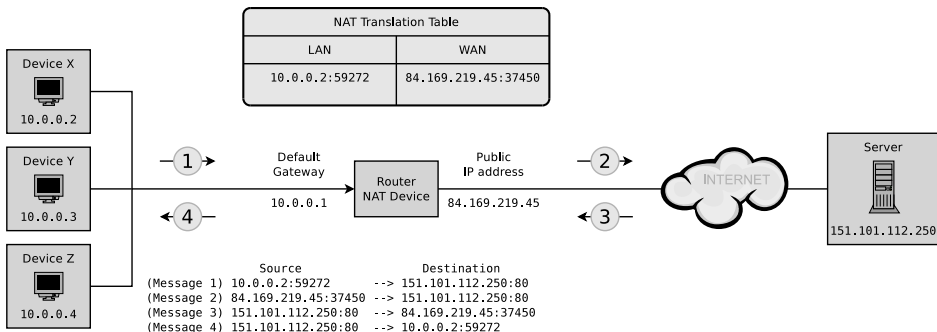 NAT Translation Table
LAN WAN
10.0.0.2:59272 84.169.219.45:37450
Device X
10.0.0.2
Device Y
10.0.0.3
Device Z
10.0.0.4
1
4
Default
Gateway
10.0.0.1
Router
NAT Device
Public
IP address
84.169.219.45
2
3
INTERNET
Server
151.101.112.250
Source Destination
(Message 1) 10.0.0.2:59272 --> 151.101.112.250:80
(Message 2) 84.169.219.45:37450 --> 151.101.112.250:80
(Message 3) 151.101.112.250:80 --> 84.169.219.45:37450
(Message 4) 151.101.112.250:80 --> 10.0.0.2:59272